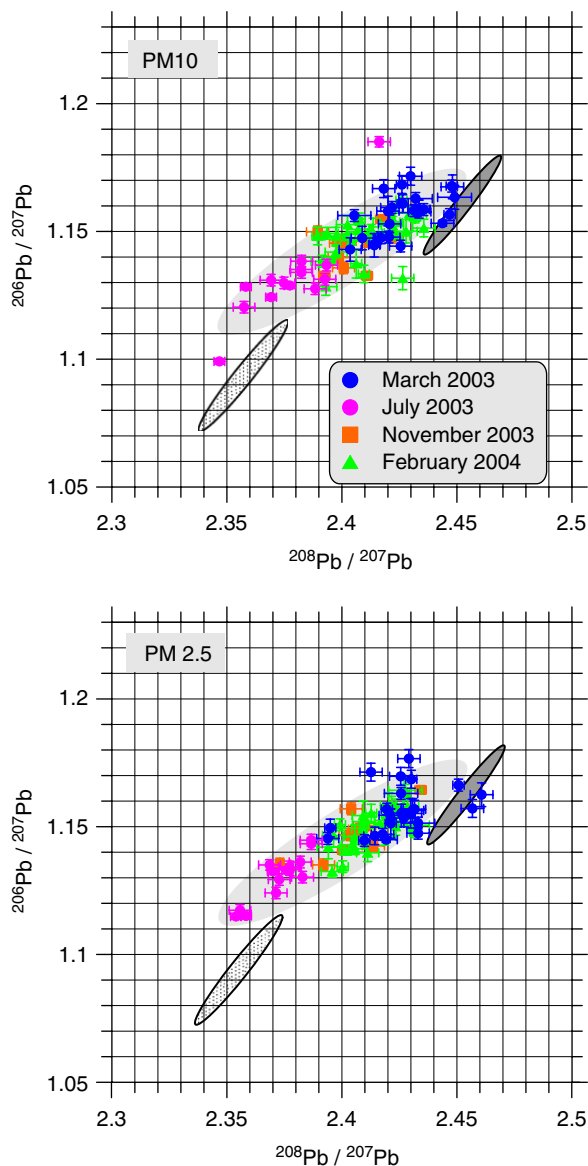 PM10
1.2
1.15
1.1
1.05
²⁰⁶Pb / ²⁰⁷Pb
March 2003
July 2003
November 2003
February 2004
2.3 2.35 2.4 2.45 2.5
²⁰⁸Pb / ²⁰⁷Pb
PM 2.5
1.2
1.15
1.1
1.05
²⁰⁶Pb / ²⁰⁷Pb
2.3 2.35 2.4 2.45 2.5
²⁰⁸Pb / ²⁰⁷Pb